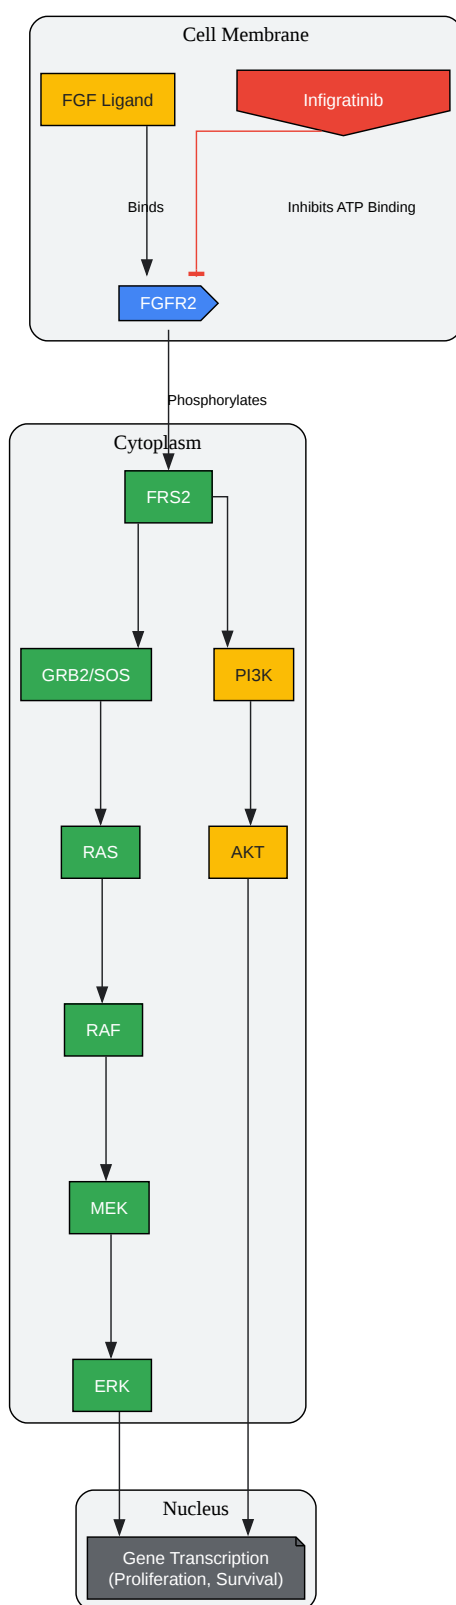 Cell Membrane
FGF Ligand
Infigratinib
Binds
Inhibits ATP Binding
FGFR2
Phosphorylates
Cytoplasm
FRS2
GRB2/SOS
PI3K
RAS
AKT
RAF
MEK
ERK
Nucleus
Gene Transcription
(Proliferation, Survival)